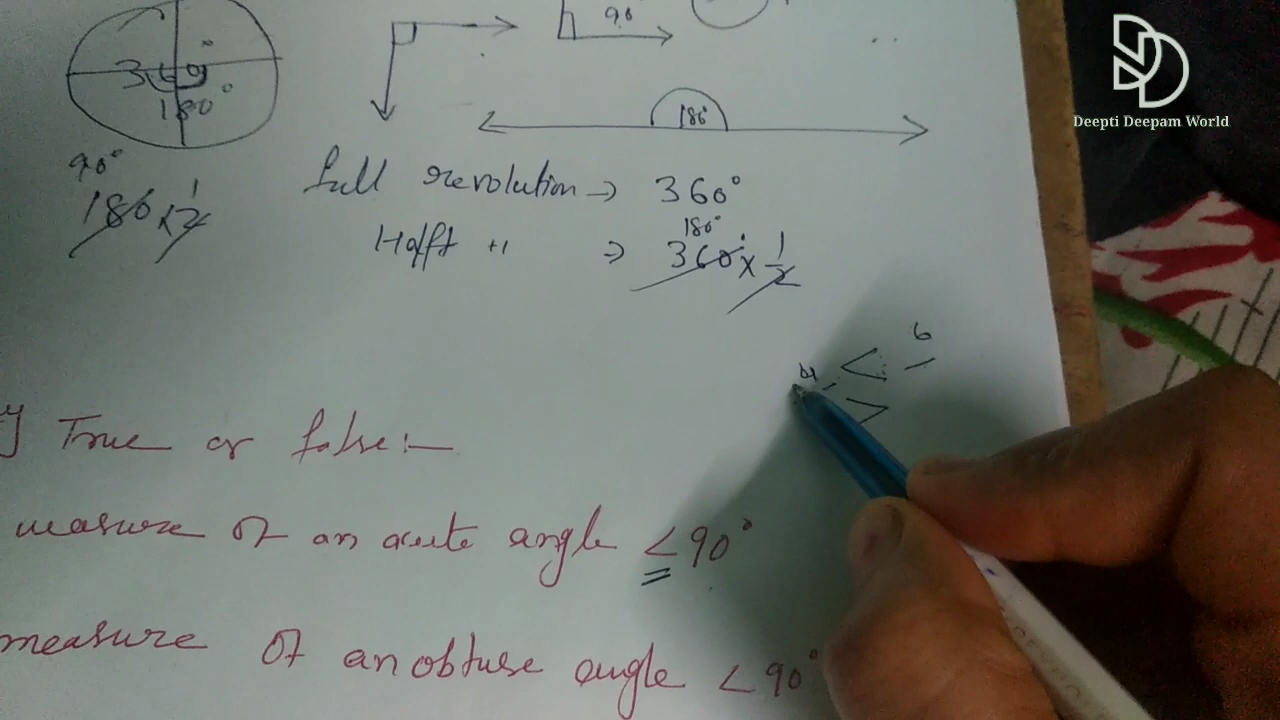 90°
Deepti Deepam World
360°
180°
180°
90°
180 x 1/2
full revolution → 360°
180°
Half " → 360° x 1/2
4 < 6
>
True or false:-
measure of an acute angle < 90°
measure of an obtuse angle < 90°